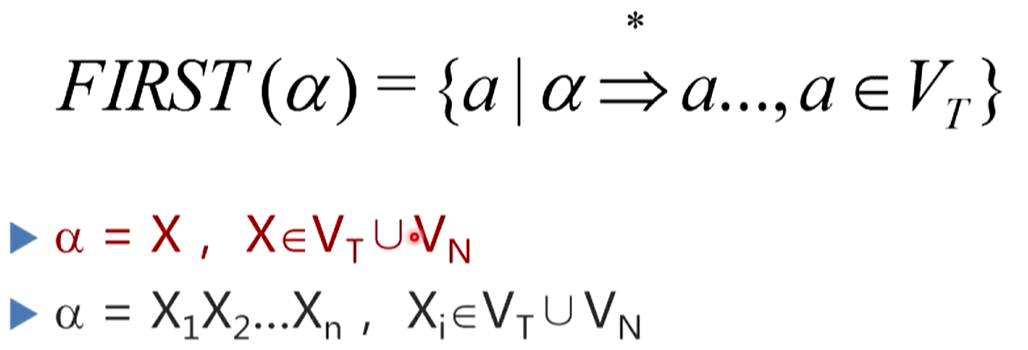 *
FIRST(α) = {a | α ⇒ a..., a ∈ V_T}
▶ α = X , X∈V_T∪V_N
▶ α = X_1X_2...X_n , X_i∈V_T∪V_N